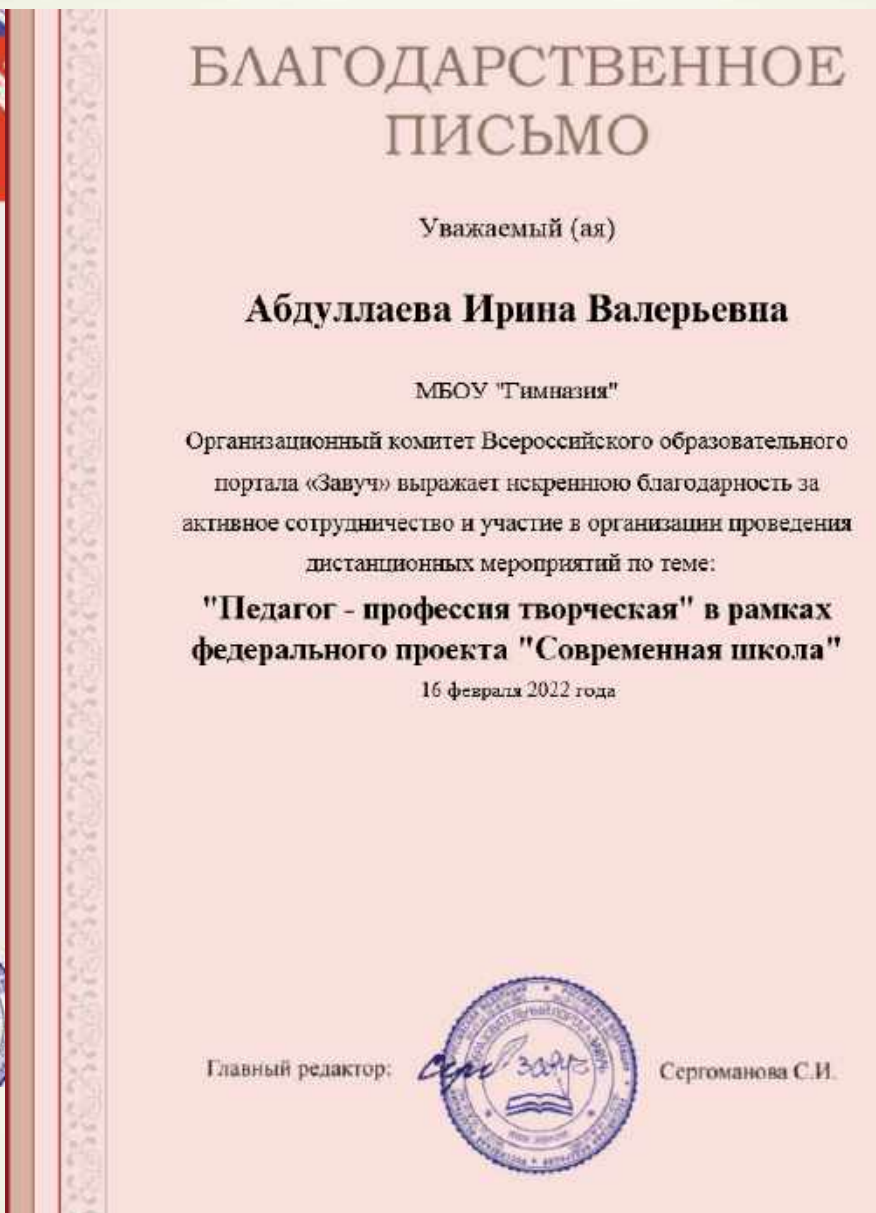 БЛАГОДАРСТВЕННОЕ
ПИСЬМО
Уважаемый (ая)
Абдуллаева Ирина Валерьевна
МБОУ "Гимназия"
Организационный комитет Всероссийского образовательного
портала «Завуч» выражает искреннюю благодарность за
активное сотрудничество и участие в организации проведения
дистанционных мероприятий по теме:
"Педагог - профессия творческая" в рамках
федерального проекта "Современная школа"
16 февраля 2022 года
Главный редактор:
завуч
Сергоманова С.И.